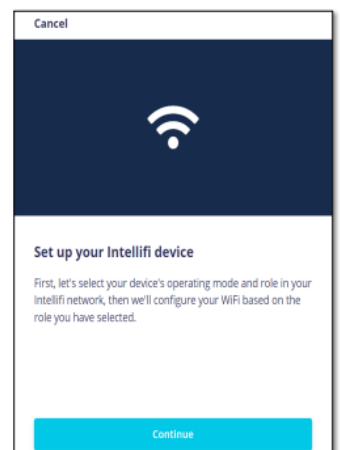 Cancel
Set up your Intellifi device
First, let's select your device's operating mode and role in your
Intellifi network, then we'll configure your WiFi based on the
role you have selected.
Continue